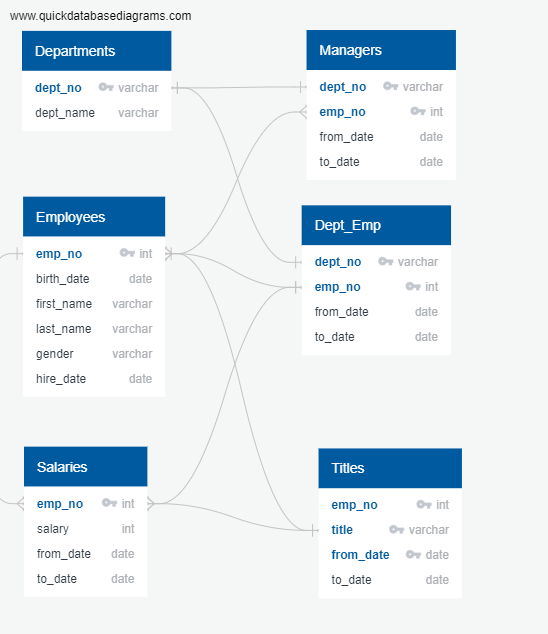 www.quickdatabasediagrams.com
Departments
dept_no varchar
dept_name varchar
Managers
dept_no varchar
emp_no int
from_date date
to_date date
Employees
emp_no int
birth_date date
first_name varchar
last_name varchar
gender varchar
hire_date date
Dept_Emp
dept_no varchar
emp_no int
from_date date
to_date date
Salaries
emp_no int
salary int
from_date date
to_date date
Titles
emp_no int
title varchar
from_date date
to_date date